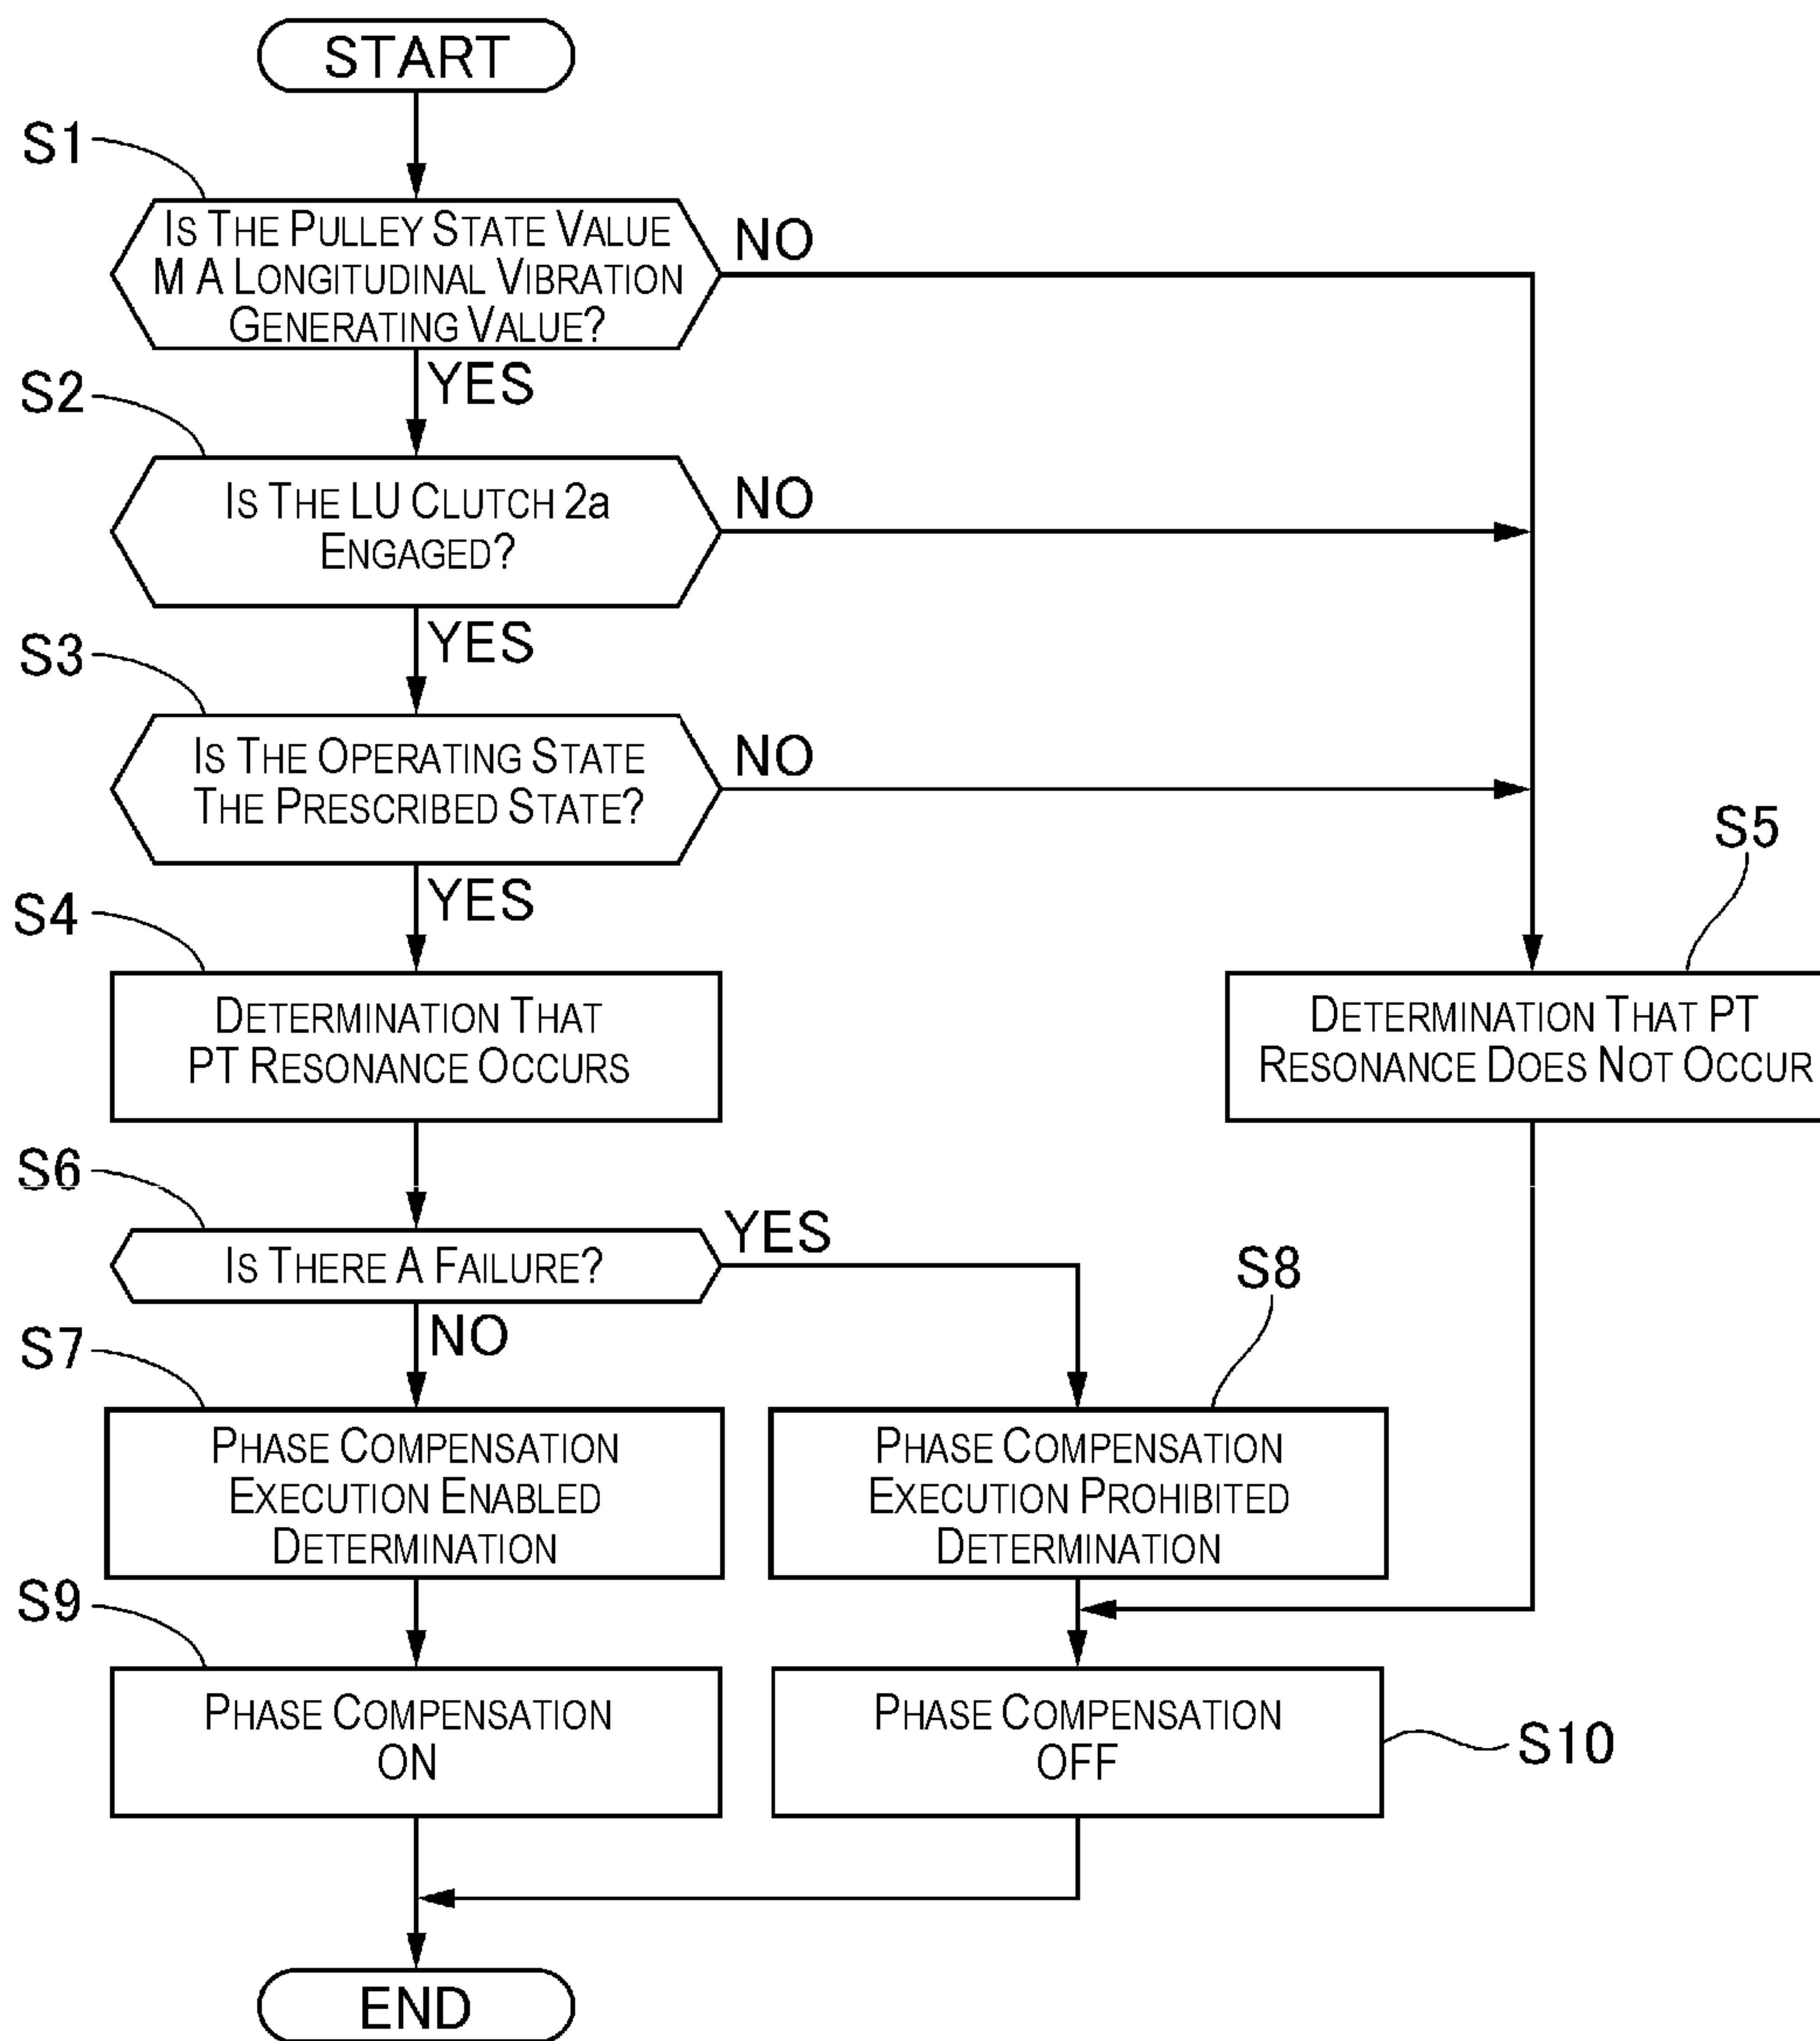 START
S1
IS THE PULLEY STATE VALUE
M A LONGITUDINAL VIBRATION
GENERATING VALUE?
NO
YES
S2
IS THE LU CLUTCH 2a
ENGAGED?
NO
YES
S3
IS THE OPERATING STATE
THE PRESCRIBED STATE?
NO
YES
S4
DETERMINATION THAT
PT RESONANCE OCCURS
S5
DETERMINATION THAT PT
RESONANCE DOES NOT OCCUR
S6
IS THERE A FAILURE?
YES
NO
S7
PHASE COMPENSATION
EXECUTION ENABLED
DETERMINATION
S8
PHASE COMPENSATION
EXECUTION PROHIBITED
DETERMINATION
S9
PHASE COMPENSATION
ON
PHASE COMPENSATION
OFF
S10
END